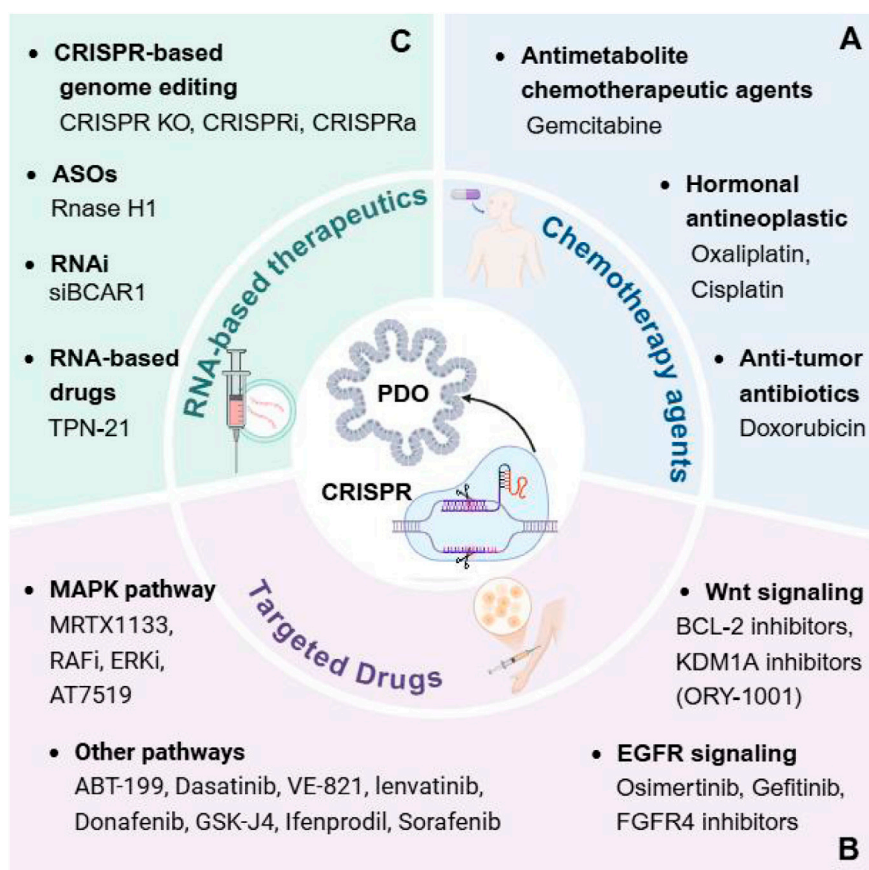 C
• CRISPR-based
genome editing
CRISPR KO, CRISPRi, CRISPRa
• ASOs
Rnase H1
• RNAi
siBCAR1
• RNA-based
drugs
TPN-21
RNA-based therapeutics
A
• Antimetabolite
chemotherapeutic agents
Gemcitabine
• Hormonal
antineoplastic
Oxaliplatin,
Cisplatin
• Anti-tumor
antibiotics
Doxorubicin
Chemotherapy agents
PDO
CRISPR
Targeted Drugs
• MAPK pathway
MRTX1133,
RAFi, ERKi,
AT7519
• Wnt signaling
BCL-2 inhibitors,
KDM1A inhibitors
(ORY-1001)
• Other pathways
ABT-199, Dasatinib, VE-821, lenvatinib,
Donafenib, GSK-J4, Ifenprodil, Sorafenib
• EGFR signaling
Osimertinib, Gefitinib,
FGFR4 inhibitors
B